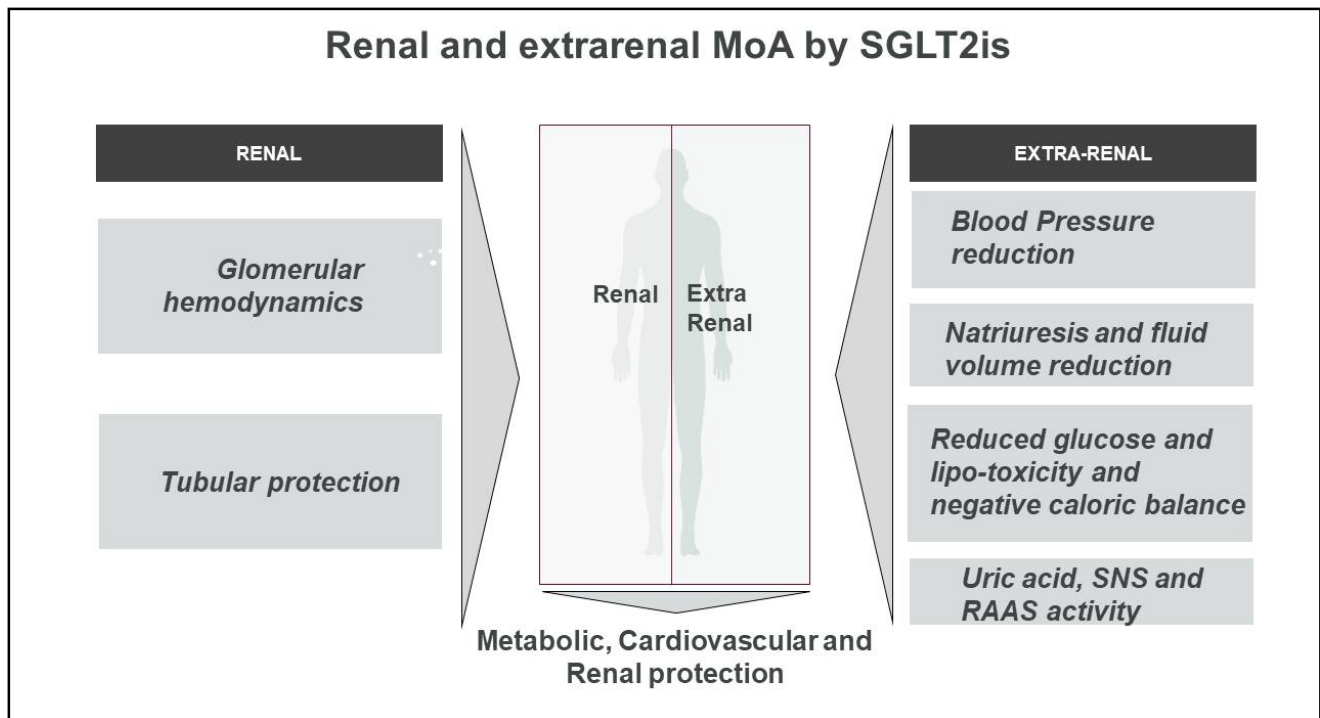 Renal and extrarenal MoA by SGLT2is
RENAL
Glomerular
hemodynamics
Tubular protection
Renal
Extra
Renal
EXTRA-RENAL
Blood Pressure
reduction
Natriuresis and fluid
volume reduction
Reduced glucose and
lipo-toxicity and
negative caloric balance
Uric acid, SNS and
RAAS activity
Metabolic, Cardiovascular and
Renal protection